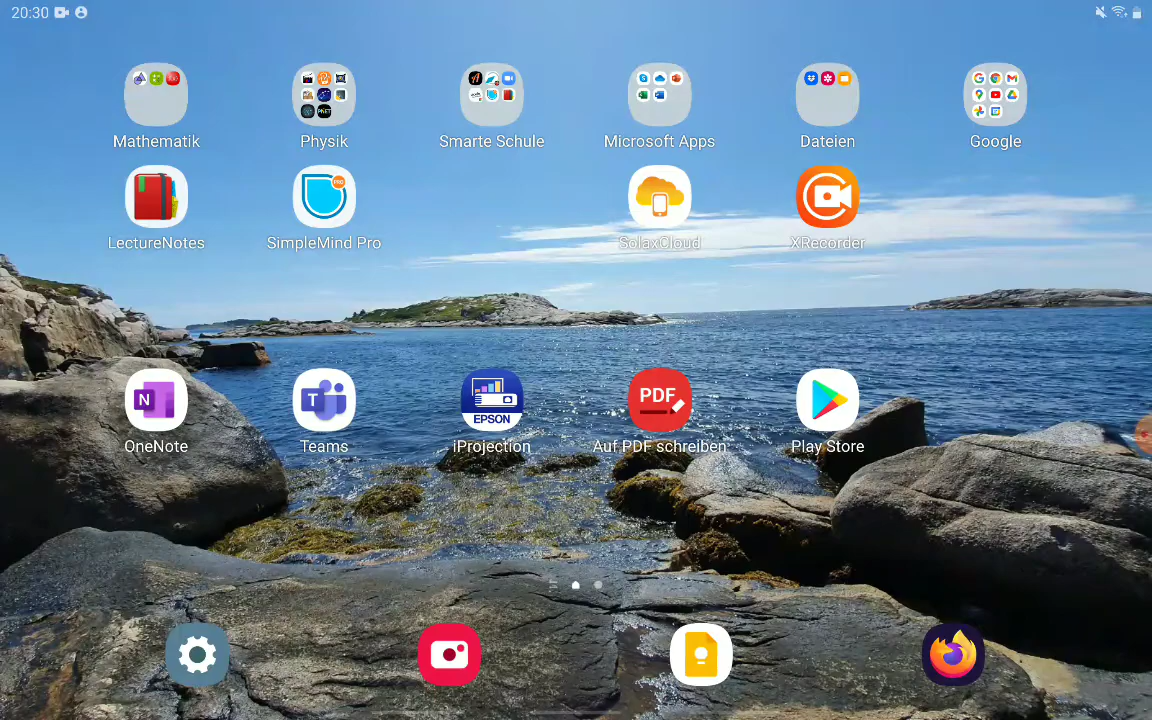 20:30
Mathematik
Physik
Smarte Schule
Microsoft Apps
Dateien
Google
LectureNotes
SimpleMind Pro
SolaxCloud
XRecorder
N
T
EPSON
PDF
OneNote
Teams
iProjection
Auf PDF schreiben
Play Store